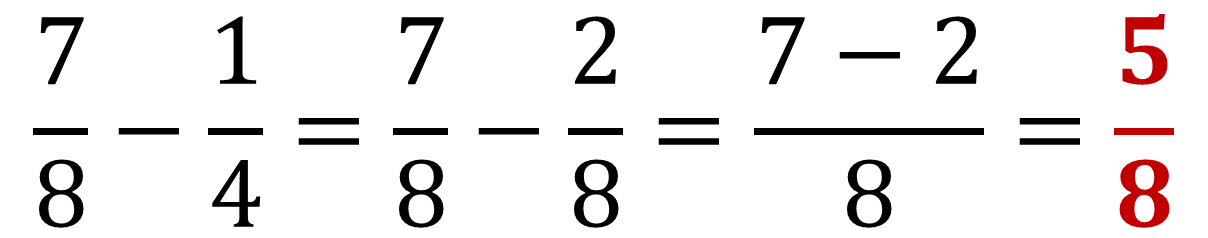 7/8 − 1/4 = 7/8 − 2/8 = (7 − 2)/8 = 5/8